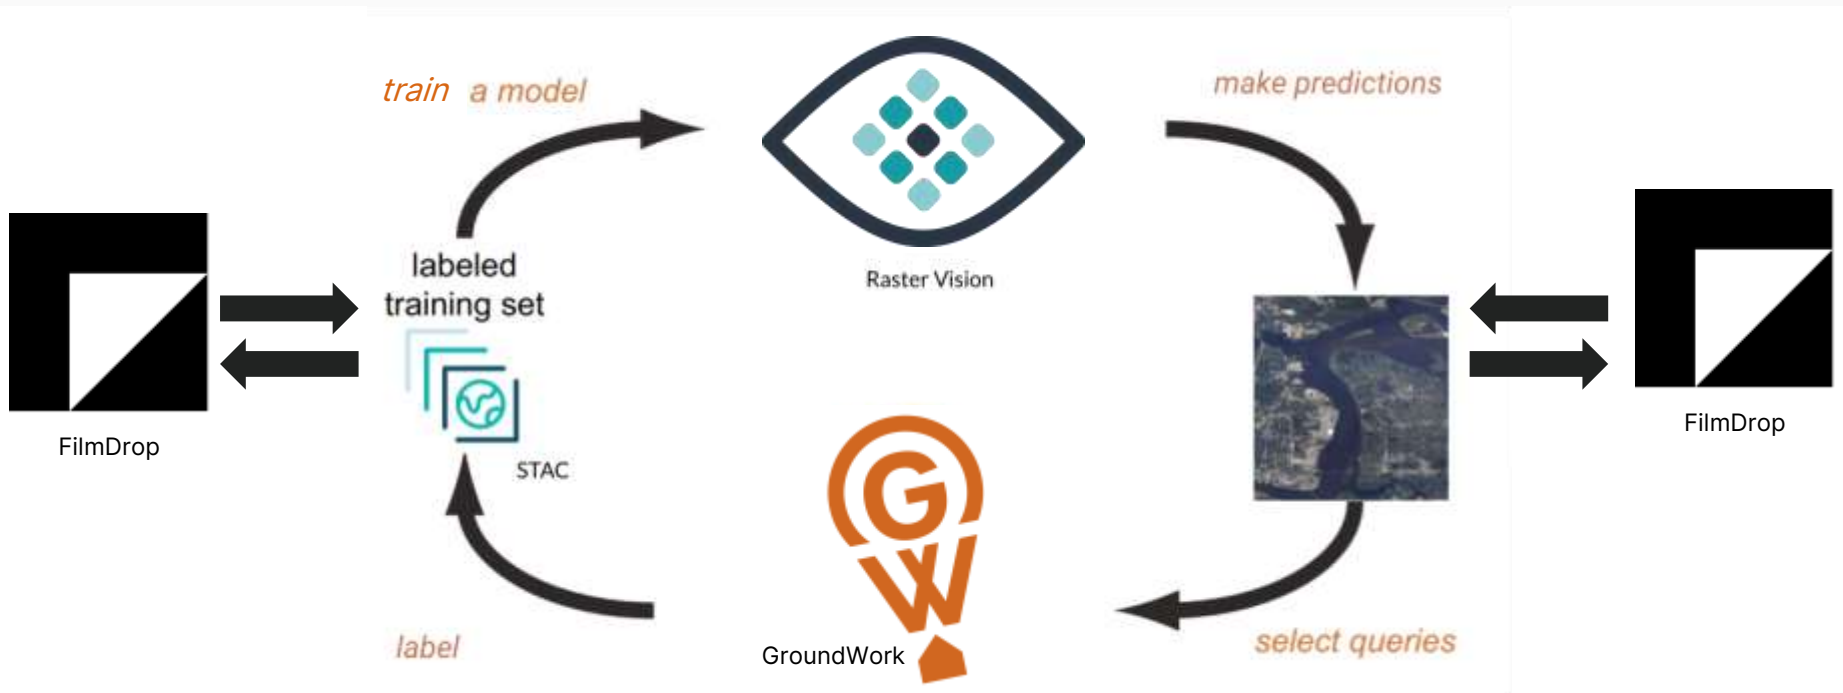 train a model
make predictions
Raster Vision
labeled
training set
STAC
FilmDrop
FilmDrop
G
W
GroundWork
label
select queries